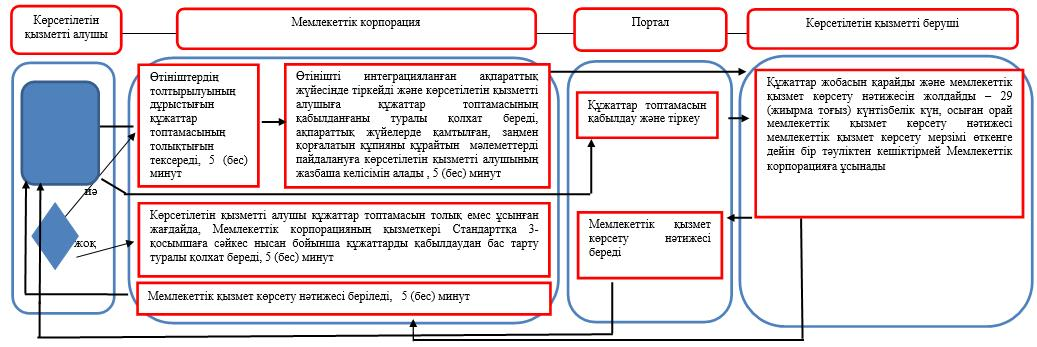 Көрсетілетін
қызметті алушы
Мемлекеттік корпорация
Портал
Көрсетілетін қызметті беруші
Өтініштердің
толтырылуының
дұрыстығын
құжаттар
топтамасының
толықтығын
тексереді, 5 (бес)
минут
Өтінішті интеграцияланған ақпараттық
жүйесінде тіркейді және көрсетілетін қызметті
алушыға құжаттар топтамасының
қабылданғаны туралы қолхат береді,
ақпараттық жүйелерде қамтылған, заңмен
қорғалатын құпияны құрайтын мәлеметтерді
пайдалануға көрсетілетін қызметті алушының
жазбаша келісімін алады , 5 (бес) минут
Құжаттар топтамасын
қабылдау және тіркеу
Құжаттар жобасын қарайды және мемлекеттік
қызмет көрсету нәтижесін жолдайды – 29
(жиырма тоғыз) күнтізбелік күн, осыған орай
мемлекеттік қызмет көрсету нәтижесі
мемлекеттік қызмет көрсету мерзімі өткенге
дейін бір тәуліктен кешіктірмей Мемлекеттік
корпорацияға ұсынады
иә
жоқ
Көрсетілетін қызметті алушы құжаттар топтамасын толық емес ұсынған
жағдайда, Мемлекеттік корпорацияның қызметкері Стандарттқа 3-
қосымшаға сәйкес нысан бойынша құжаттарды қабылдаудан бас тарту
туралы қолхат береді, 5 (бес) минут
Мемлекеттік қызмет
көрсету нәтижесі
береді
Мемлекеттік қызмет көрсету нәтижесі беріледі, 5 (бес) минут